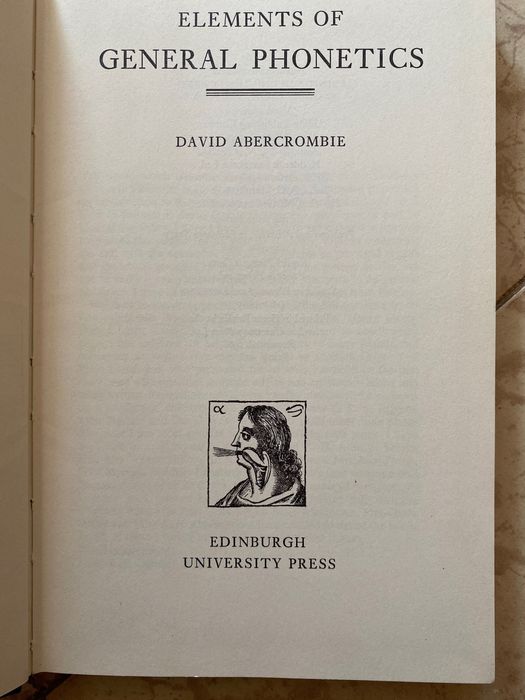 ELEMENTS OF
GENERAL PHONETICS
DAVID ABERCROMBIE
α
EDINBURGH
UNIVERSITY PRESS